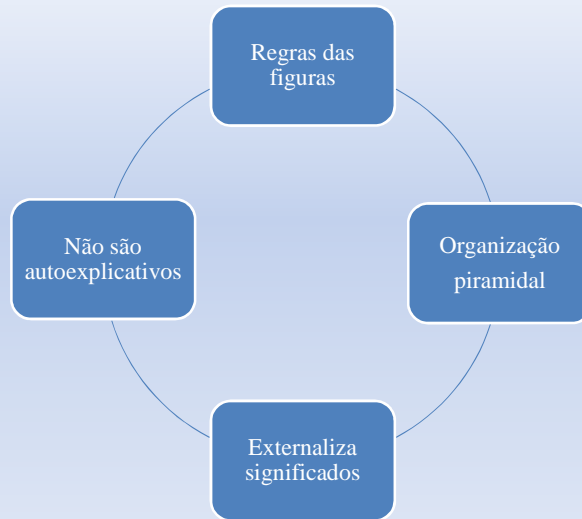 Regras das
figuras
Não são
autoexplicativos
Organização
piramidal
Externaliza
significados